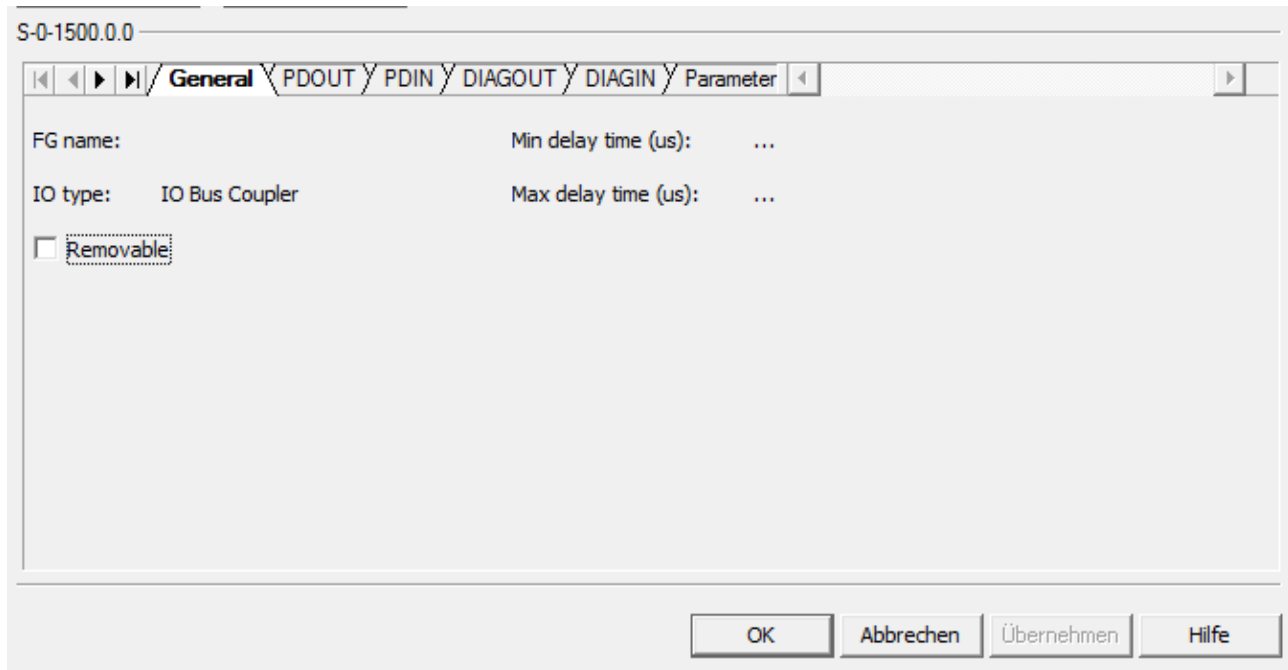 S-0-1500.0.0
General PDOUT PDIN DIAGOUT DIAGIN Parameter
FG name: Min delay time (us): ...
IO type: IO Bus Coupler Max delay time (us): ...
Removable
OK Abbrechen Übernehmen Hilfe